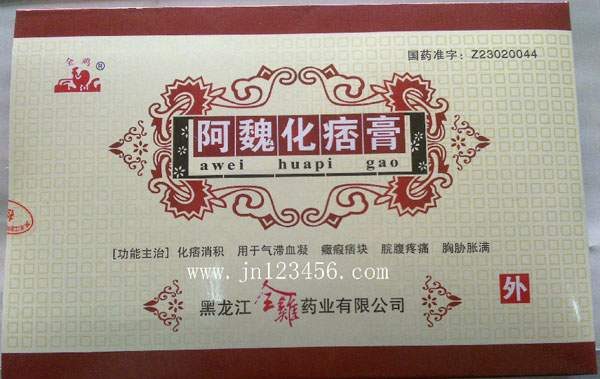 金鸡®
国药准字：Z23020044
阿魏化痞膏
awei huapi gao
[功能主治] 化痞消积 用于气滞血凝 癥瘕痞块 脘腹疼痛 胸胁胀满
www.jn123456.com
黑龙江金雞药业有限公司
外